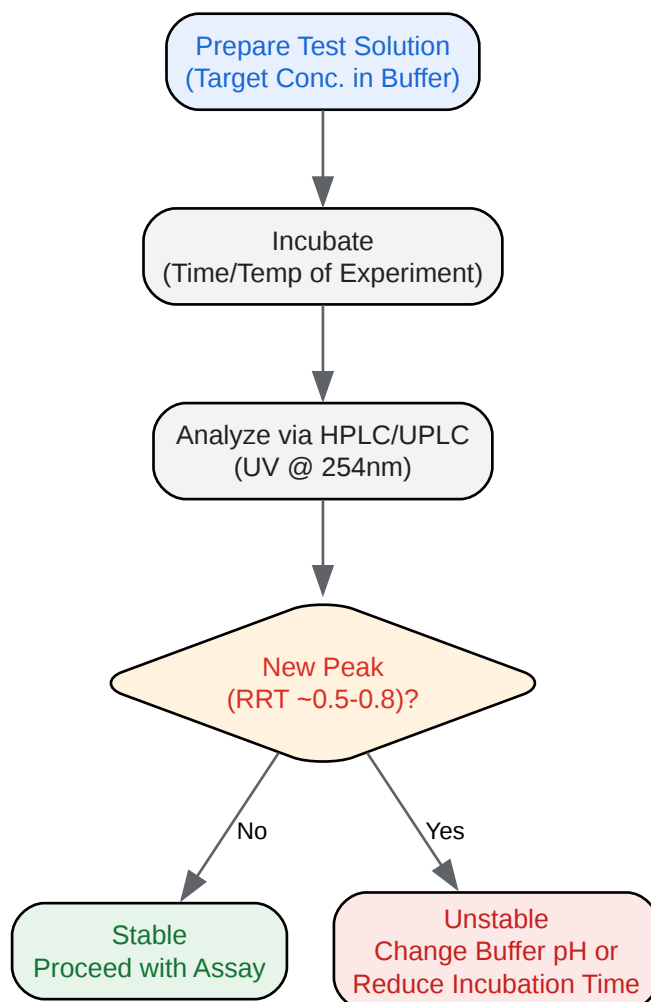 Prepare Test Solution
(Target Conc. in Buffer)
Incubate
(Time/Temp of Experiment)
Analyze via HPLC/UPLC
(UV @ 254nm)
New Peak
(RRT ~0.5-0.8)?
No
Yes
Stable
Proceed with Assay
Unstable
Change Buffer pH or
Reduce Incubation Time